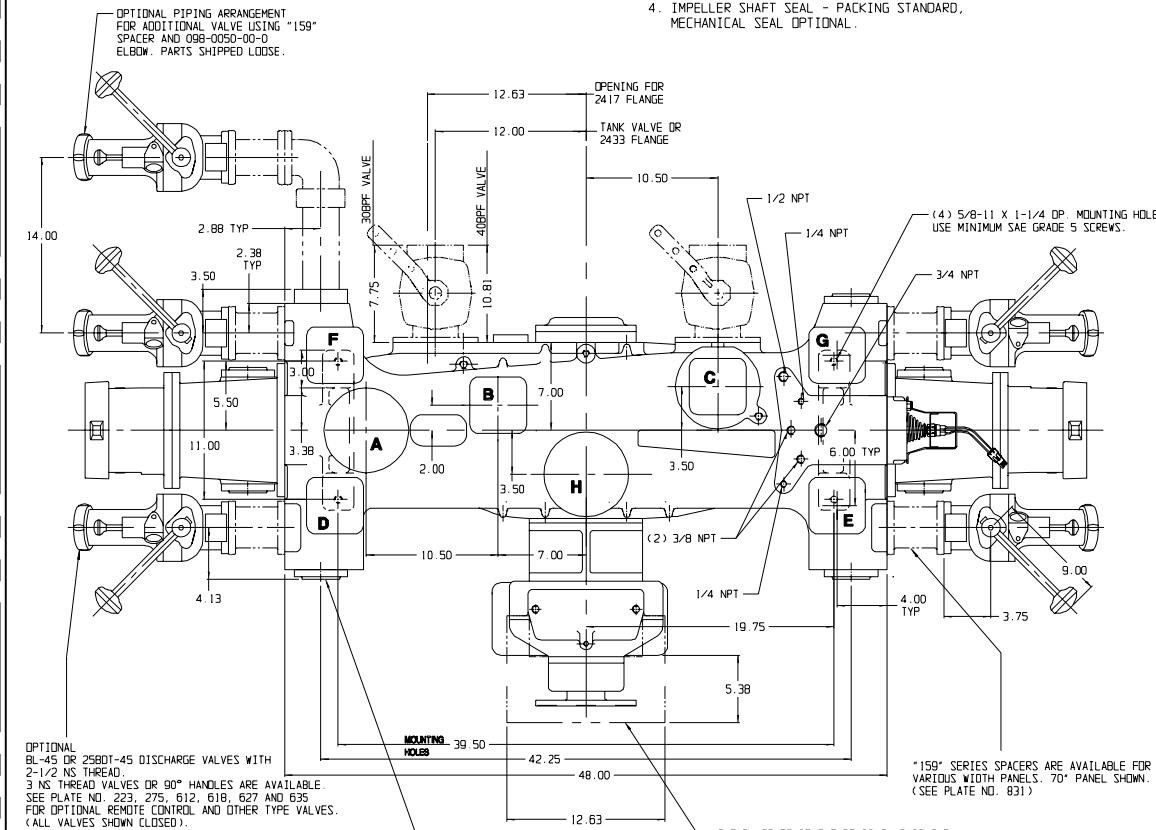 4. IMPELLER SHAFT SEAL - PACKING STANDARD,
MECHANICAL SEAL OPTIONAL.
OPTIONAL PIPING ARRANGEMENT
FOR ADDITIONAL VALVE USING "159"
SPACER AND 098-0050-00-0
ELBOW. PARTS SHIPPED LOOSE.
12.63
OPENING FOR
2417 FLANGE
12.00
TANK VALVE OR
2433 FLANGE
10.50
30BPF VALVE
40BPF VALVE
1/2 NPT
1/4 NPT
(4) 5/8-11 X 1-1/4 DP. MOUNTING HOLE
USE MINIMUM SAE GRADE 5 SCREWS.
14.00
2.88 TYP
2.38
TYP
3.50
7.75
10.81
3/4 NPT
F
G
3.00
B
7.00
C
5.50
11.00
3.38
A
2.00
3.50
3.50
6.00 TYP
H
D
E
(2) 3/8 NPT
10.50
7.00
4.13
1/4 NPT
4.00
TYP
9.00
3.75
19.75
5.38
MOUNTING
HOLES
39.50
42.25
48.00
12.63
OPTIONAL
BL-45 OR 25BDT-45 DISCHARGE VALVES WITH
2-1/2 NS THREAD.
3 NS THREAD VALVES OR 90° HANDLES ARE AVAILABLE.
SEE PLATE NO. 223, 275, 612, 618, 627 AND 635
FOR OPTIONAL REMOTE CONTROL AND OTHER TYPE VALVES.
(ALL VALVES SHOWN CLOSED).
"159" SERIES SPACERS ARE AVAILABLE FOR
VARIOUS WIDTH PANELS. 70" PANEL SHOWN.
(SEE PLATE NO. 831)